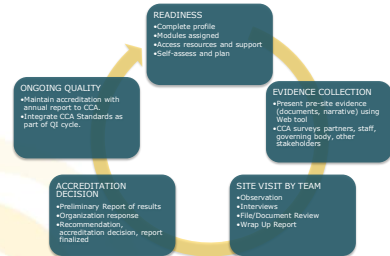 READINESS
•Complete profile
•Modules assigned
•Access resources and support
•Self-assess and plan
EVIDENCE COLLECTION
•Present pre-site evidence
(documents, narrative) using
Web tool
•CCA surveys partners, staff,
governing body, other
stakeholders
SITE VISIT BY TEAM
•Observation
•Interviews
•File/Document Review
•Wrap Up Report
ACCREDITATION
DECISION
•Preliminary Report of results
•Organization response
•Recommendation,
accreditation decision, report
finalized
ONGOING QUALITY
•Maintain accreditation with
annual report to CCA.
•Integrate CCA Standards as
part of QI cycle.